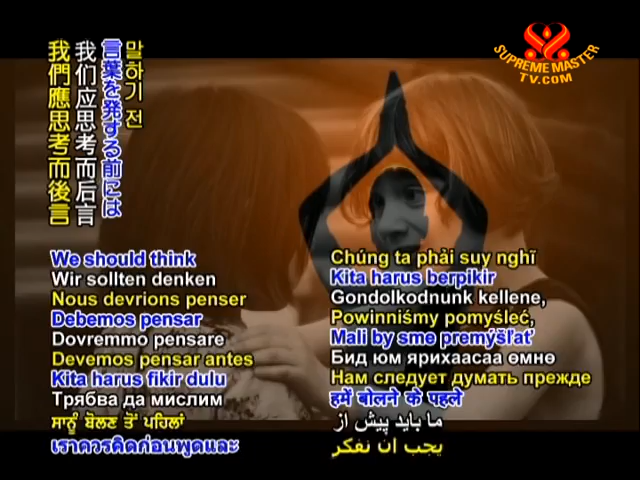 SUPREME MASTER
TV.COM
말하기 전
言葉を発する前には
我们应思考而后言
我們應思考而後言
We should think
Wir sollten denken
Nous devrions penser
Debemos pensar
Dovremmo pensare
Devemos pensar antes
Kita harus fikir dulu
Трябва да мислим
ਸਾਨੂੰ ਬੋਲਣ ਤੋਂ ਪਹਿਲਾਂ
เราควรคิดก่อนพูดและ
Chúng ta phải suy nghĩ
Kita harus berpikir
Gondolkodnunk kellene,
Powinniśmy pomyśleć,
Mali by sme premýšľať
Бид юм ярихаасаа өмнө
Нам следует думать прежде
हमें बोलने के पहले
ما باید پیش از
يجب ان نفكر